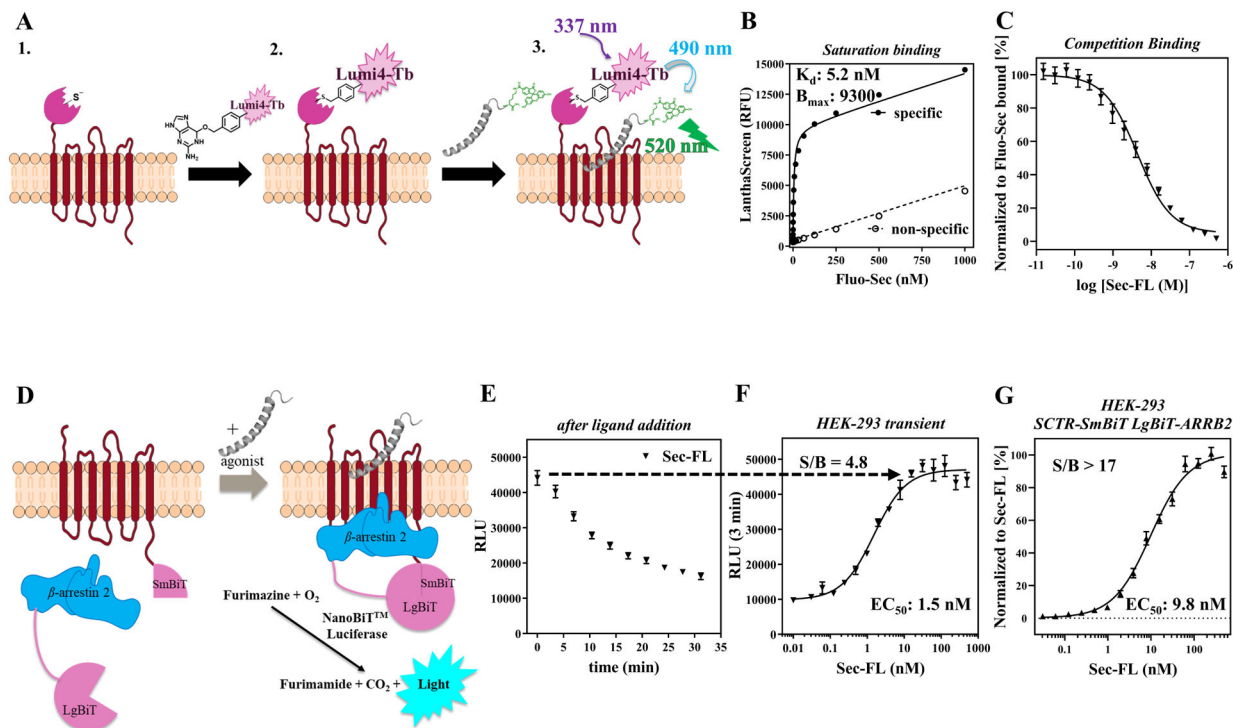 A
1.
2.
3.
S⁻
N
N
N
HN
O
NH
NH₂
Lumi4-Tb
Lumi4-Tb
S
337 nm
Lumi4-Tb
490 nm
S
520 nm
B
Saturation binding
Kd: 5.2 nM
Bmax: 9300
specific
non-specific
LanthaScreen (RFU)
15000
12500
10000
7500
5000
2500
0
0 250 500 750 1000
Fluo-Sec (nM)
C
Competition Binding
Normalized to Fluo-Sec bound [%]
100
80
60
40
20
0
-11 -10 -9 -8 -7 -6
log [Sec-FL (M)]
D
+
agonist
β-arrestin 2
SmBiT
LgBiT
β-arrestin 2
SmBiT
LgBiT
NanoBiT™
Luciferase
Furimazine + O₂
Furimamide + CO₂ +
Light
E
after ligand addition
Sec-FL
RLU
50000
40000
30000
20000
10000
0
0 5 10 15 20 25 30 35
time (min)
F
HEK-293 transient
S/B = 4.8
EC₅₀: 1.5 nM
RLU (3 min)
50000
40000
30000
20000
10000
0
0.01 0.1 1 10 100 1000
Sec-FL (nM)
G
HEK-293
SCTR-SmBiT LgBiT-ARRB2
S/B > 17
EC₅₀: 9.8 nM
Normalized to Sec-FL [%]
100
80
60
40
20
0
0.1 1 10 100
Sec-FL (nM)